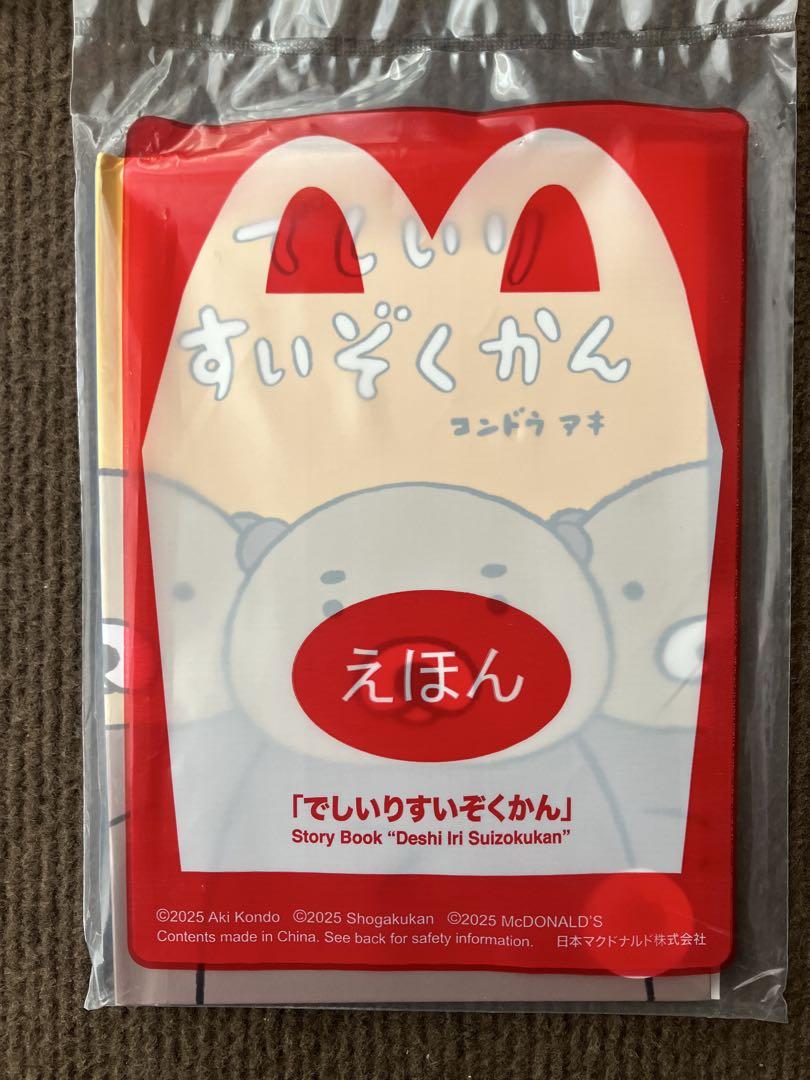 でしいり
すいぞくかん
コンドウ アキ
えほん
「でしいりすいぞくかん」
Story Book “Deshi Iri Suizokukan”
©2025 Aki Kondo ©2025 Shogakukan ©2025 McDONALD'S
Contents made in China. See back for safety information. 日本マクドナルド株式会社